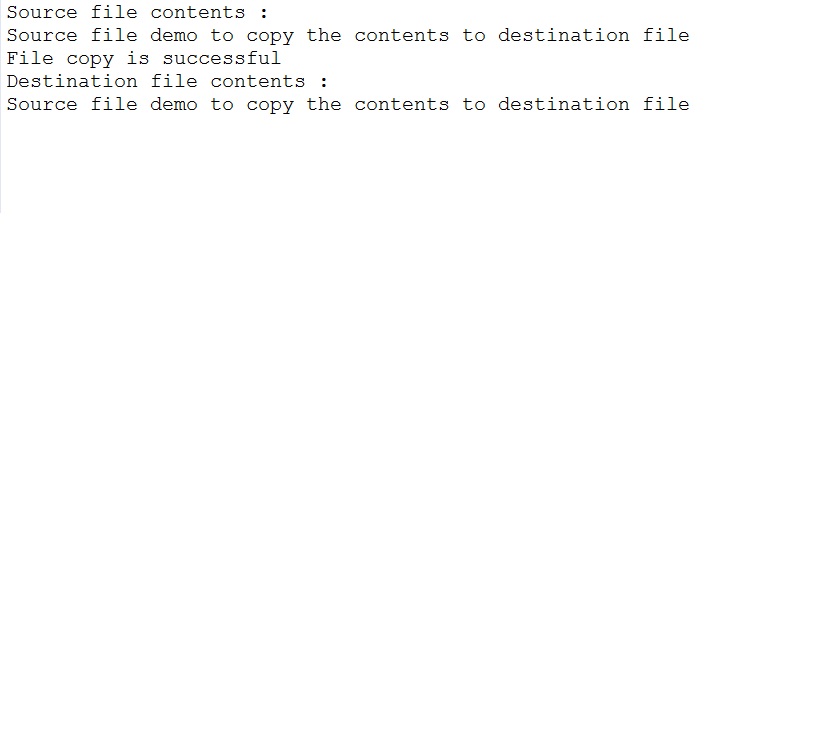 Source file contents :
Source file demo to copy the contents to destination file
File copy is successful
Destination file contents :
Source file demo to copy the contents to destination file